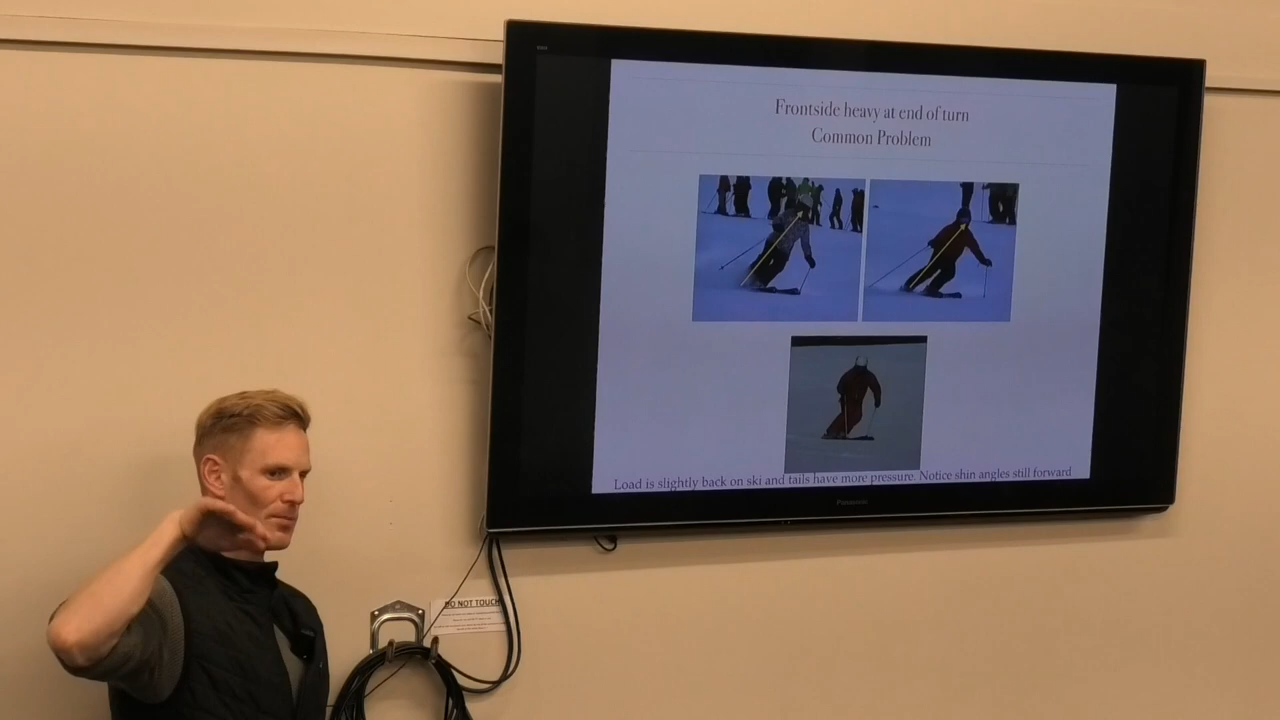 Frontside heavy at end of turn
Common Problem
Load is slightly back on ski and tails have more pressure. Notice shin angles still forward
Panasonic
DO NOT TOUCH